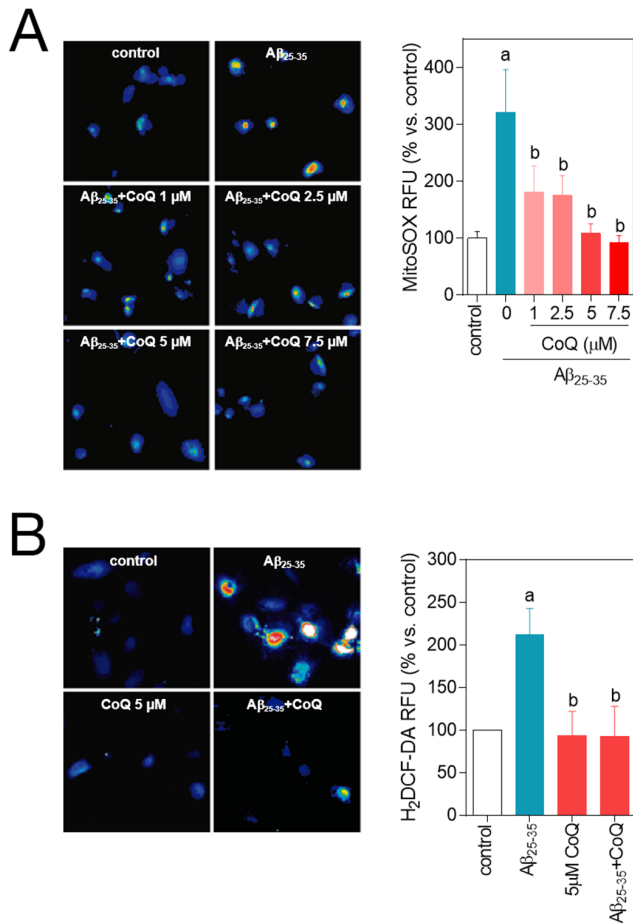 A
control
Aβ25-35
Aβ25-35+CoQ 1 μM
Aβ25-35+CoQ 2.5 μM
Aβ25-35+CoQ 5 μM
Aβ25-35+CoQ 7.5 μM
MitoSOX RFU (% vs. control)
400
300
200
100
0
a
b
b
b
b
control
0
1
2.5
5
7.5
CoQ (μM)
Aβ25-35
B
control
Aβ25-35
CoQ 5 μM
Aβ25-35+CoQ
H2DCF-DA RFU (% vs. control)
300
250
200
150
100
50
0
a
b
b
control
Aβ25-35
5μM CoQ
Aβ25-35+CoQ